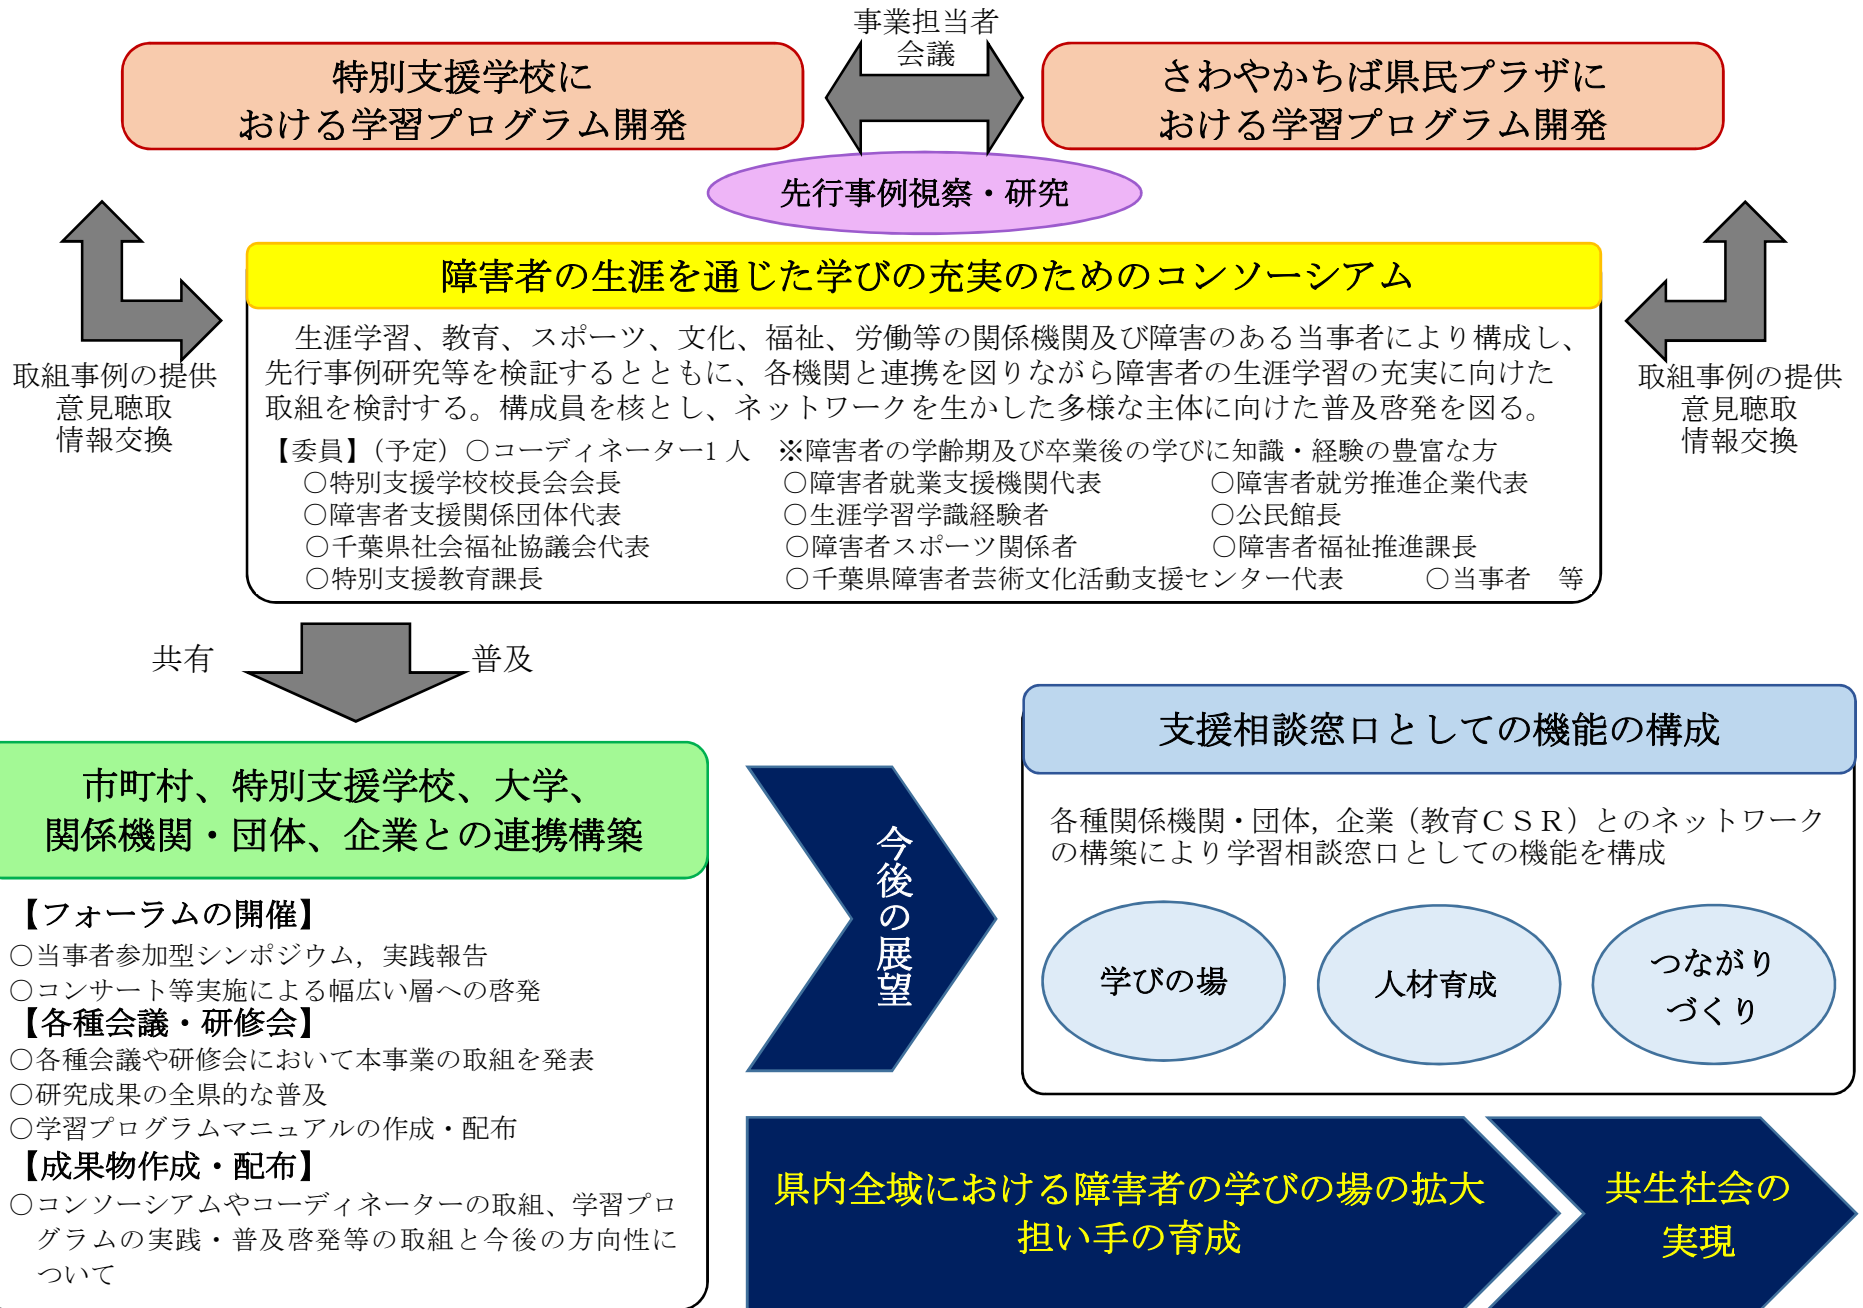 事業担当者
会議
特別支援学校に
おける学習プログラム開発
さわやかちば県民プラザに
おける学習プログラム開発
先行事例視察・研究
取組事例の提供
意見聴取
情報交換
取組事例の提供
意見聴取
情報交換
障害者の生涯を通じた学びの充実のためのコンソーシアム
生涯学習、教育、スポーツ、文化、福祉、労働等の関係機関及び障害のある当事者により構成し、
先行事例研究等を検証するとともに、各機関と連携を図りながら障害者の生涯学習の充実に向けた
取組を検討する。構成員を核とし、ネットワークを生かした多様な主体に向けた普及啓発を図る。
【委員】（予定）〇コーディネーター1人　※障害者の学齢期及び卒業後の学びに知識・経験の豊富な方
〇特別支援学校校長会会長　〇障害者就業支援機関代表　〇障害者就労推進企業代表
〇障害者支援関係団体代表　〇生涯学習学識経験者　〇公民館長
〇千葉県社会福祉協議会代表　〇障害者スポーツ関係者　〇障害者福祉推進課長
〇特別支援教育課長　〇千葉県障害者芸術文化活動支援センター代表　〇当事者　等
共有
普及
市町村、特別支援学校、大学、
関係機関・団体、企業との連携構築
【フォーラムの開催】
〇当事者参加型シンポジウム，実践報告
〇コンサート等実施による幅広い層への啓発
【各種会議・研修会】
〇各種会議や研修会において本事業の取組を発表
〇研究成果の全県的な普及
〇学習プログラムマニュアルの作成・配布
【成果物作成・配布】
〇コンソーシアムやコーディネーターの取組、学習プロ
グラムの実践・普及啓発等の取組と今後の方向性に
ついて
今後の展望
支援相談窓口としての機能の構成
各種関係機関・団体，企業（教育ＣＳＲ）とのネットワーク
の構築により学習相談窓口としての機能を構成
学びの場
人材育成
つながり
づくり
県内全域における障害者の学びの場の拡大
担い手の育成
共生社会の
実現